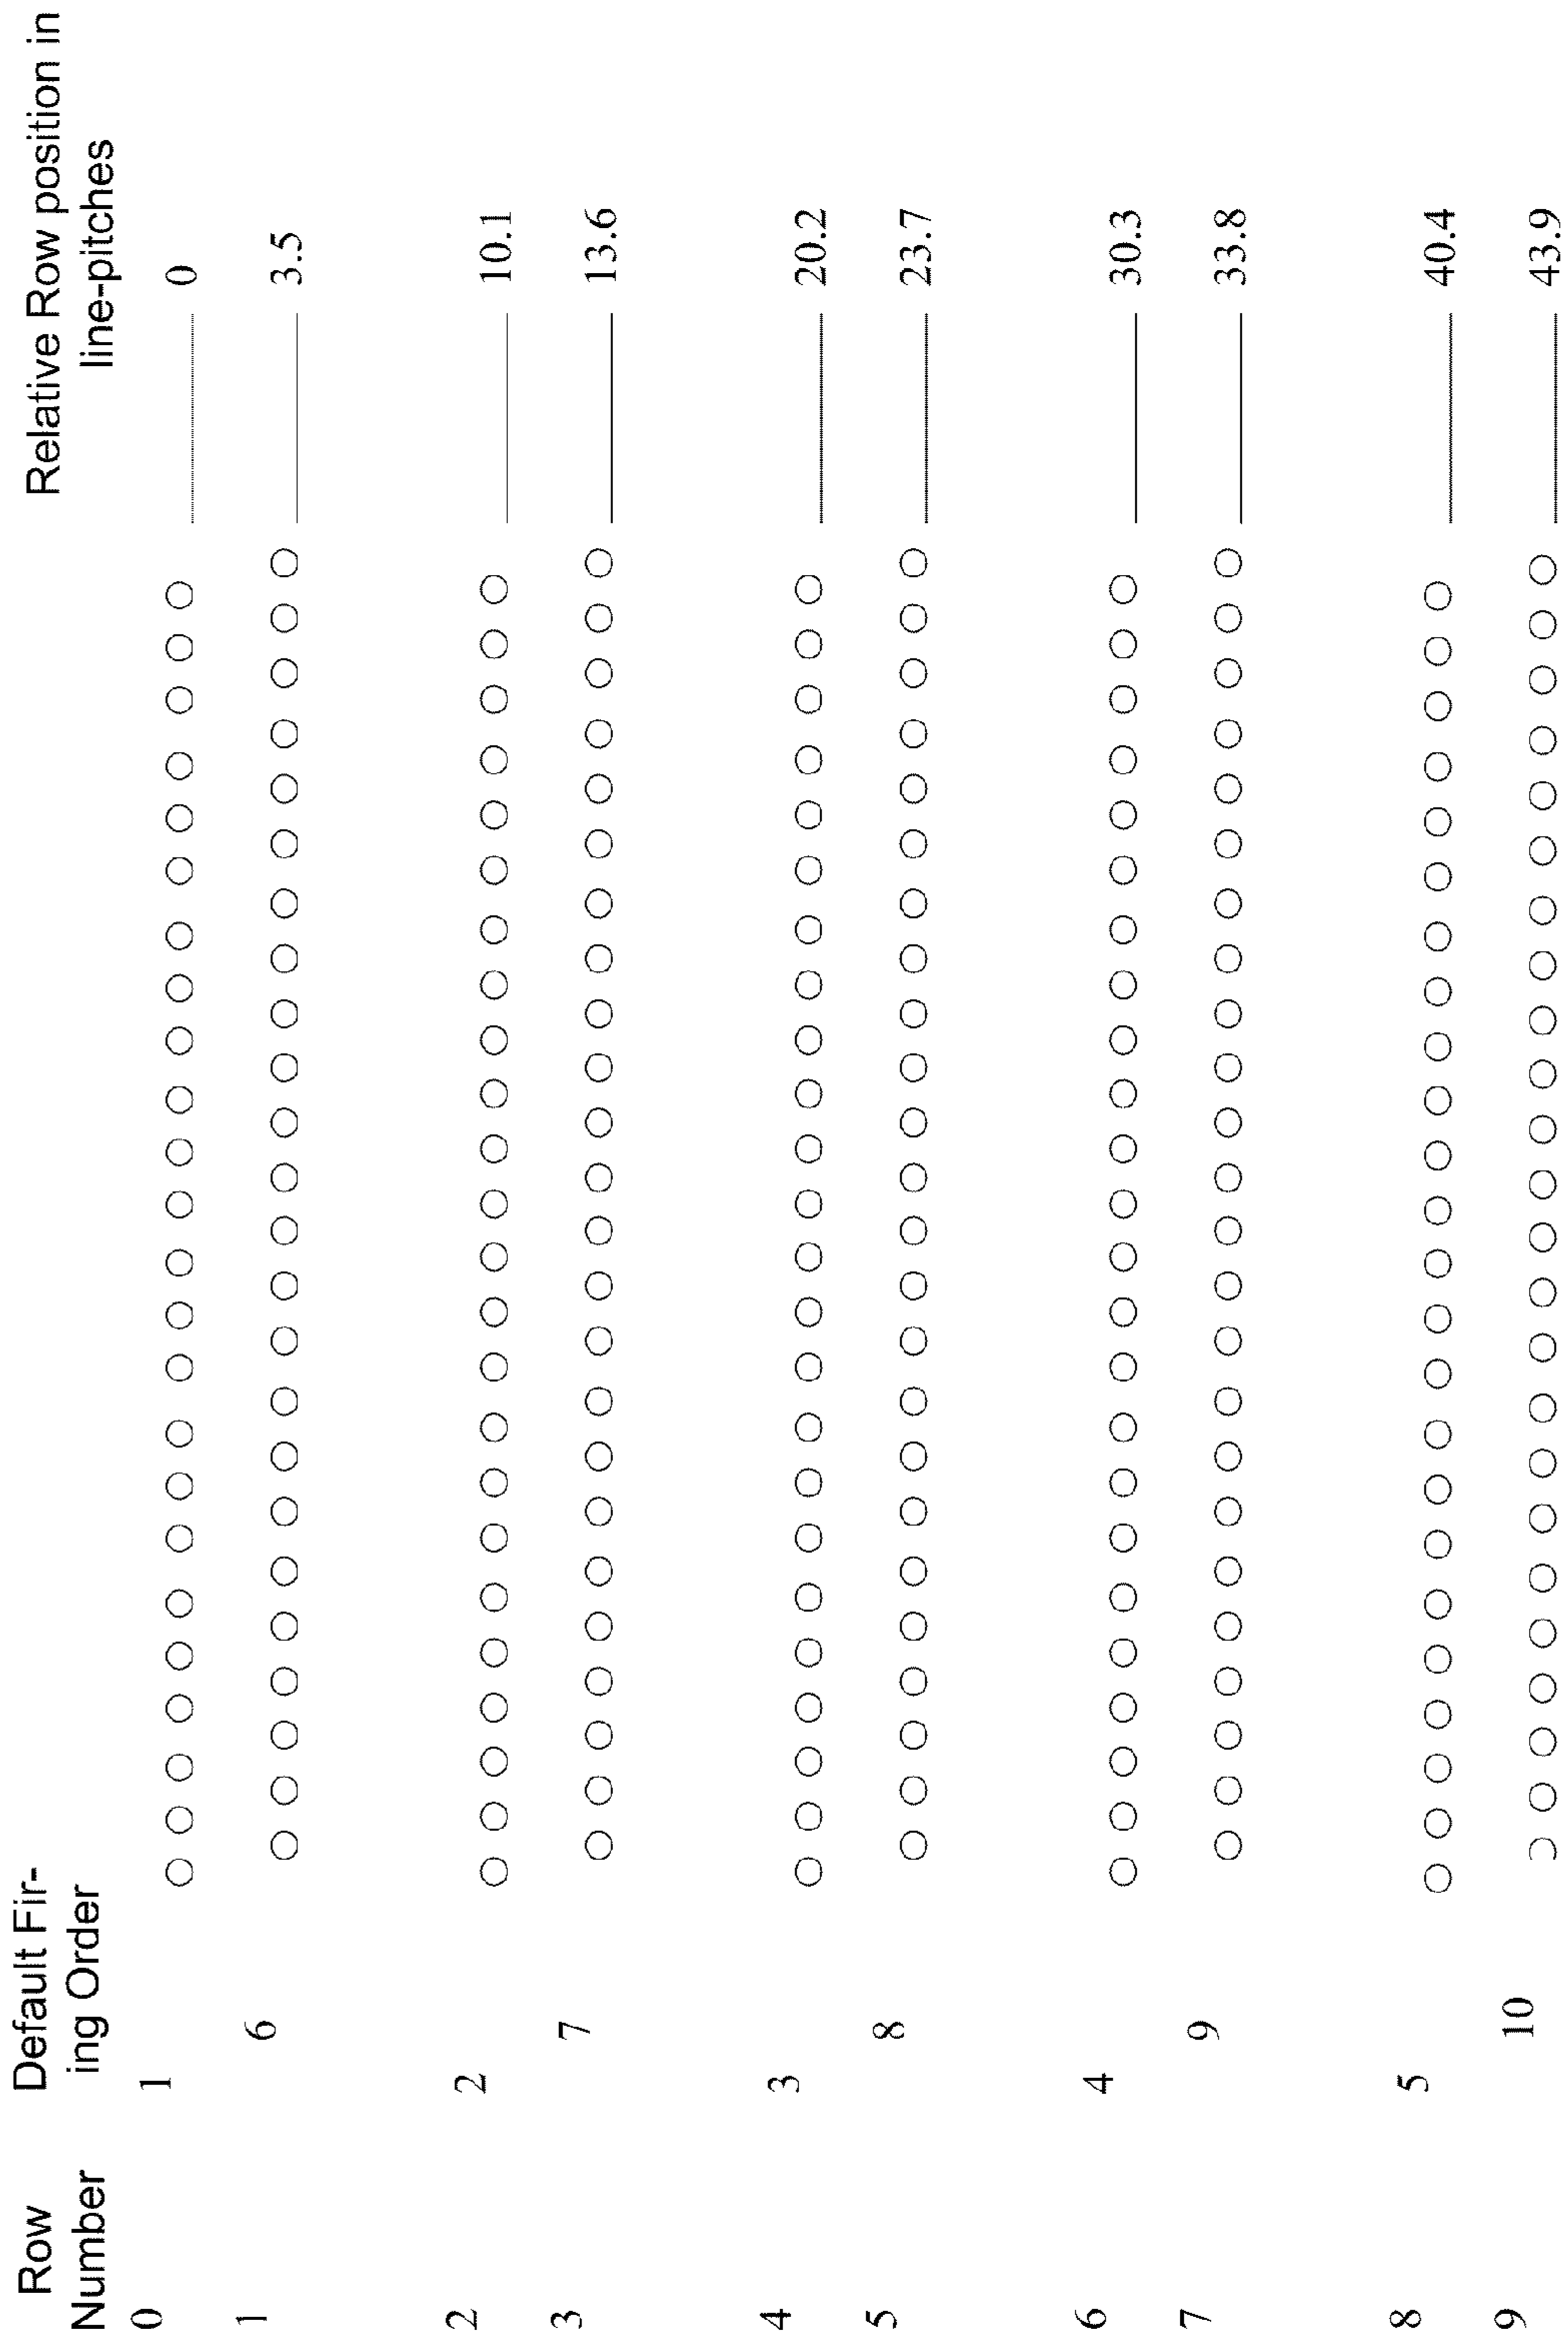 Row Number
Default Fir-
ing Order
Relative Row position in
line-pitches
0 1 0
1 6 3.5
2 2 10.1
3 7 13.6
4 3 20.2
5 8 23.7
6 4 30.3
7 9 33.8
8 5 40.4
9 10 43.9